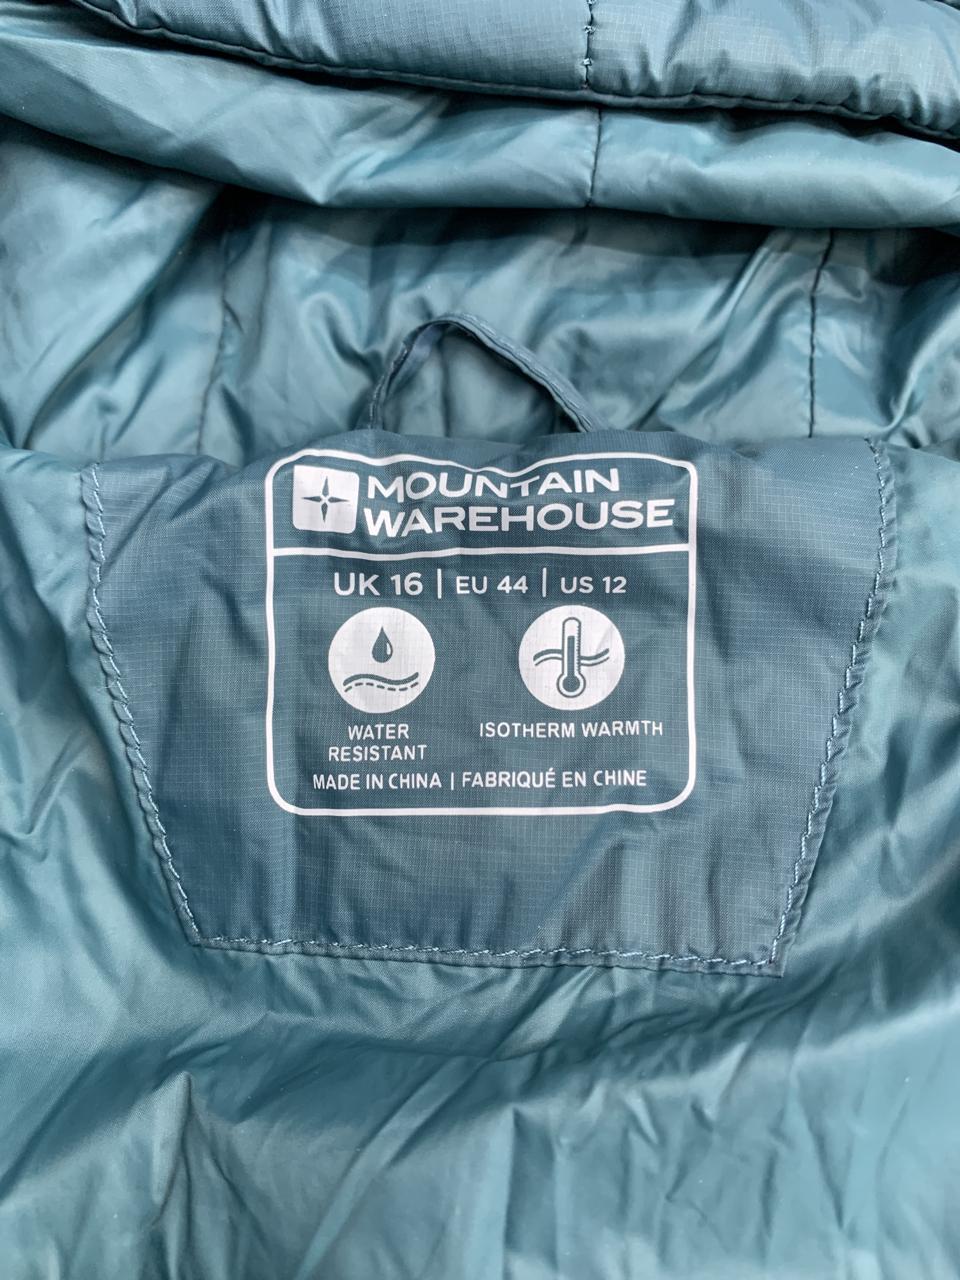 MOUNTAIN
WAREHOUSE
UK 16 | EU 44 | US 12
WATER
RESISTANT
ISOTHERM WARMTH
MADE IN CHINA | FABRIQUÉ EN CHINE